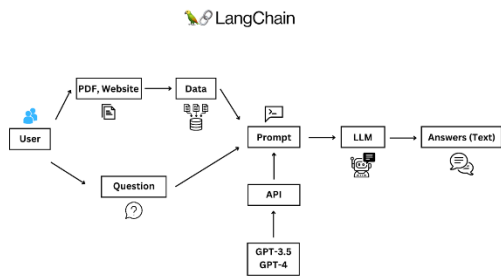 LangChain
PDF, Website
Data
User
Prompt
LLM
Answers (Text)
Question
API
GPT-3.5
GPT-4